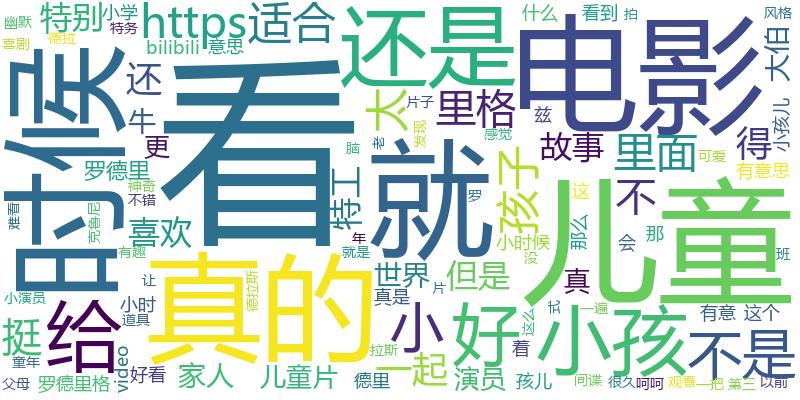 幽默
小学
特别
https
适合
什么
看到
拍
风格
喜剧
德拉
特务
bilibili
意思
还是
电影
大伯
时候
还
看
太
里格
片子
兹
牛
更
就
老
发现
感觉
故事
里面
得
小孩儿
罗德里
脑
孩子
可爱
有意思
神奇
不错
特工
罗
儿童
不
这
难看
克鲁尼
喜欢
年
小时候
那么
会
那
有趣
就是
没
班
真的
世界
但是
真
小演员
让
小时
道具
德拉斯
真是
片
式
一遍
有意
这个
给
小
好
这么
小孩
不是
挺
着
童年
video
好看
家人
儿童片
拉斯
德里
一起
演员
孩儿
父母
罗德里格
间谍
很久
呵呵
观看
一把
第三
以前